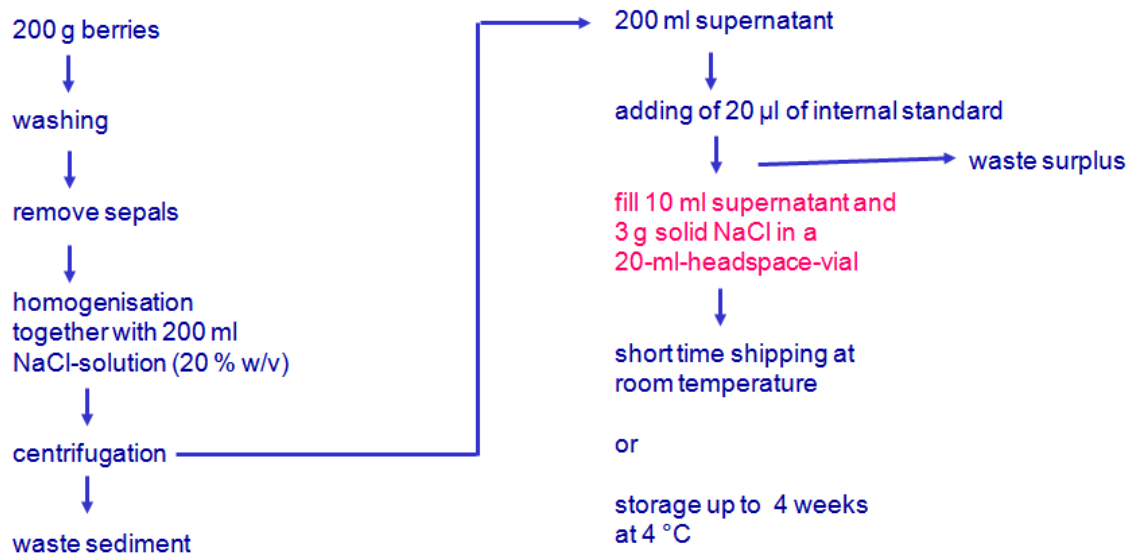 200 g berries
washing
remove sepals
homogenisation
together with 200 ml
NaCl-solution (20 % w/v)
centrifugation
waste sediment
200 ml supernatant
adding of 20 µl of internal standard
waste surplus
fill 10 ml supernatant and
3 g solid NaCl in a
20-ml-headspace-vial
short time shipping at
room temperature
or
storage up to 4 weeks
at 4 °C